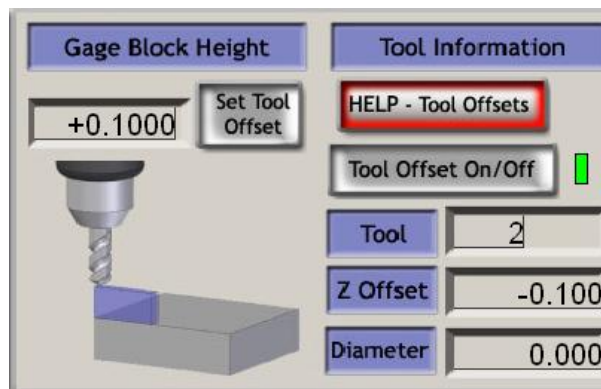 Gage Block Height
+0.1000
Set Tool
Offset
Tool Information
HELP - Tool Offsets
Tool Offset On/Off
Tool
2
Z Offset
-0.100
Diameter
0.000